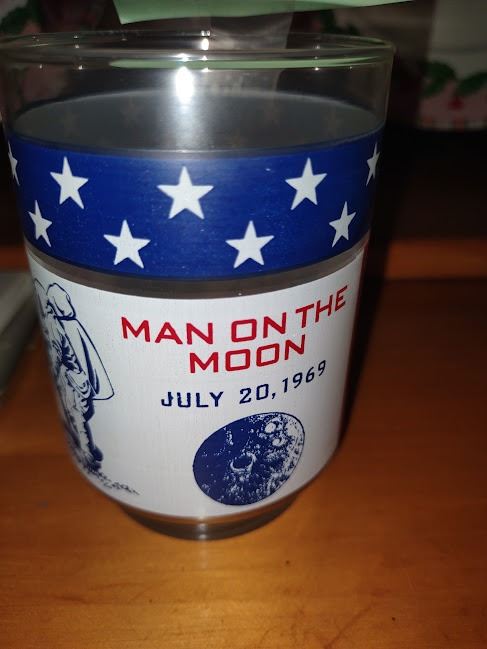 MAN ON THE
MOON
JULY 20, 1969